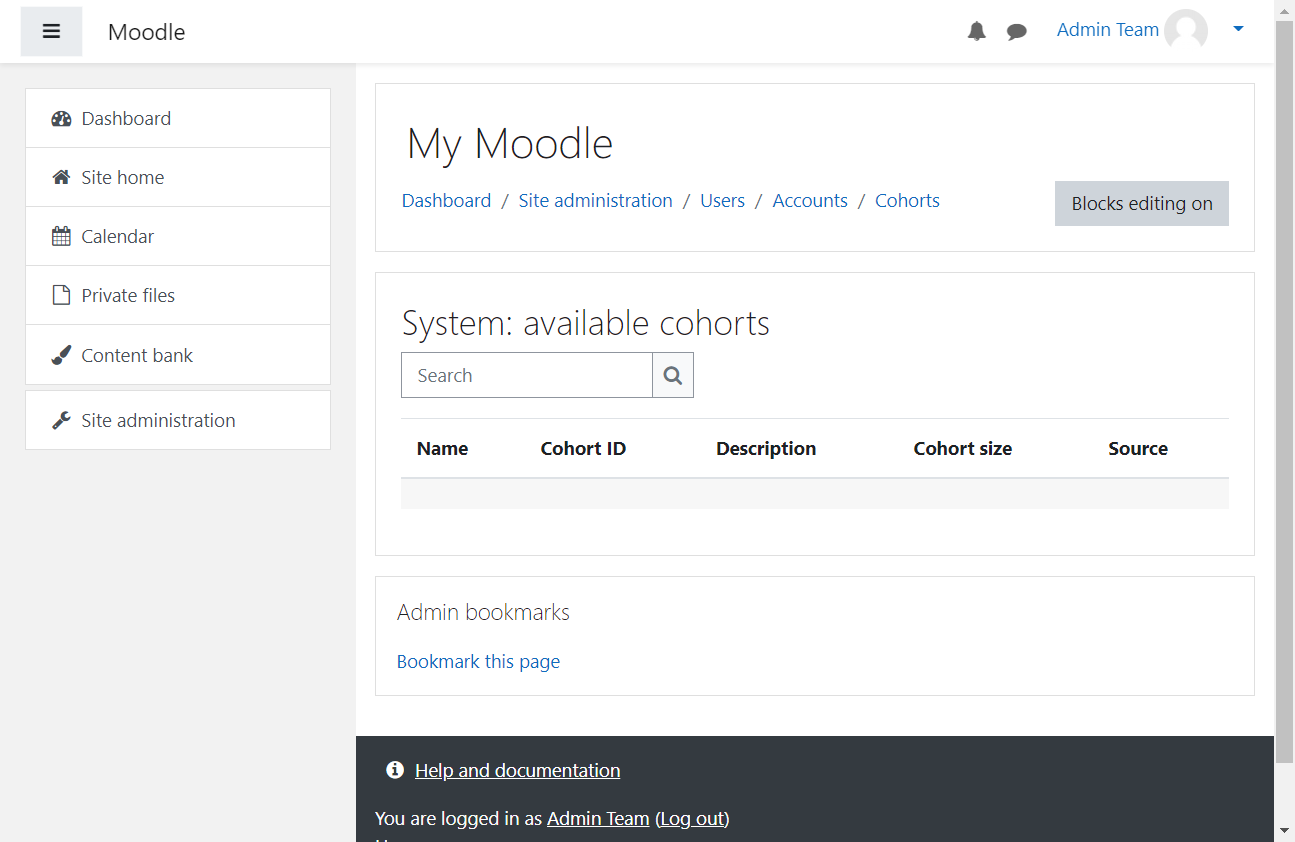 Moodle
Admin Team
Dashboard
Site home
Calendar
Private files
Content bank
Site administration
My Moodle
Dashboard / Site administration / Users / Accounts / Cohorts
Blocks editing on
System: available cohorts
Search
Name Cohort ID Description Cohort size Source
Admin bookmarks
Bookmark this page
Help and documentation
You are logged in as Admin Team (Log out)